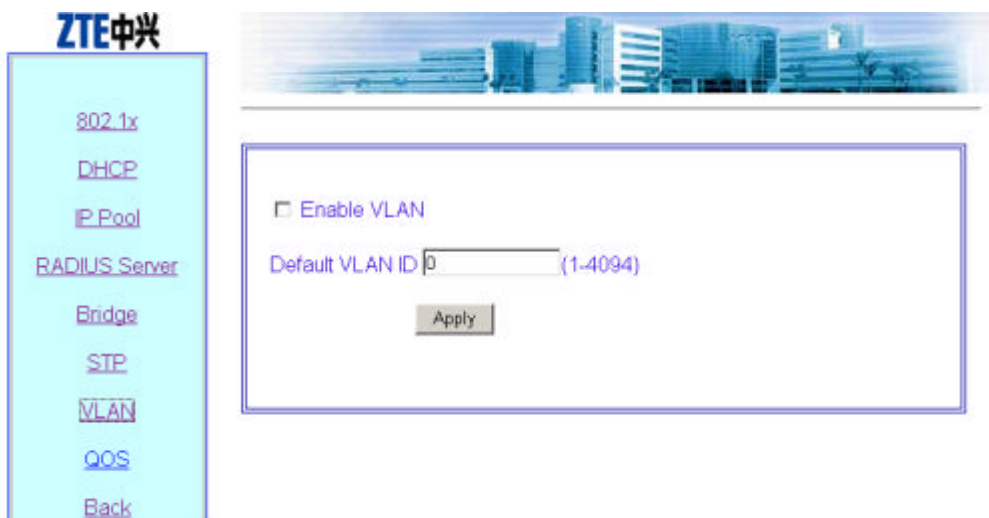 ZTE中兴
802.1x
DHCP
IP Pool
RADIUS Server
Bridge
STP
VLAN
QOS
Back
Enable VLAN
Default VLAN ID 0 (1-4094)
Apply